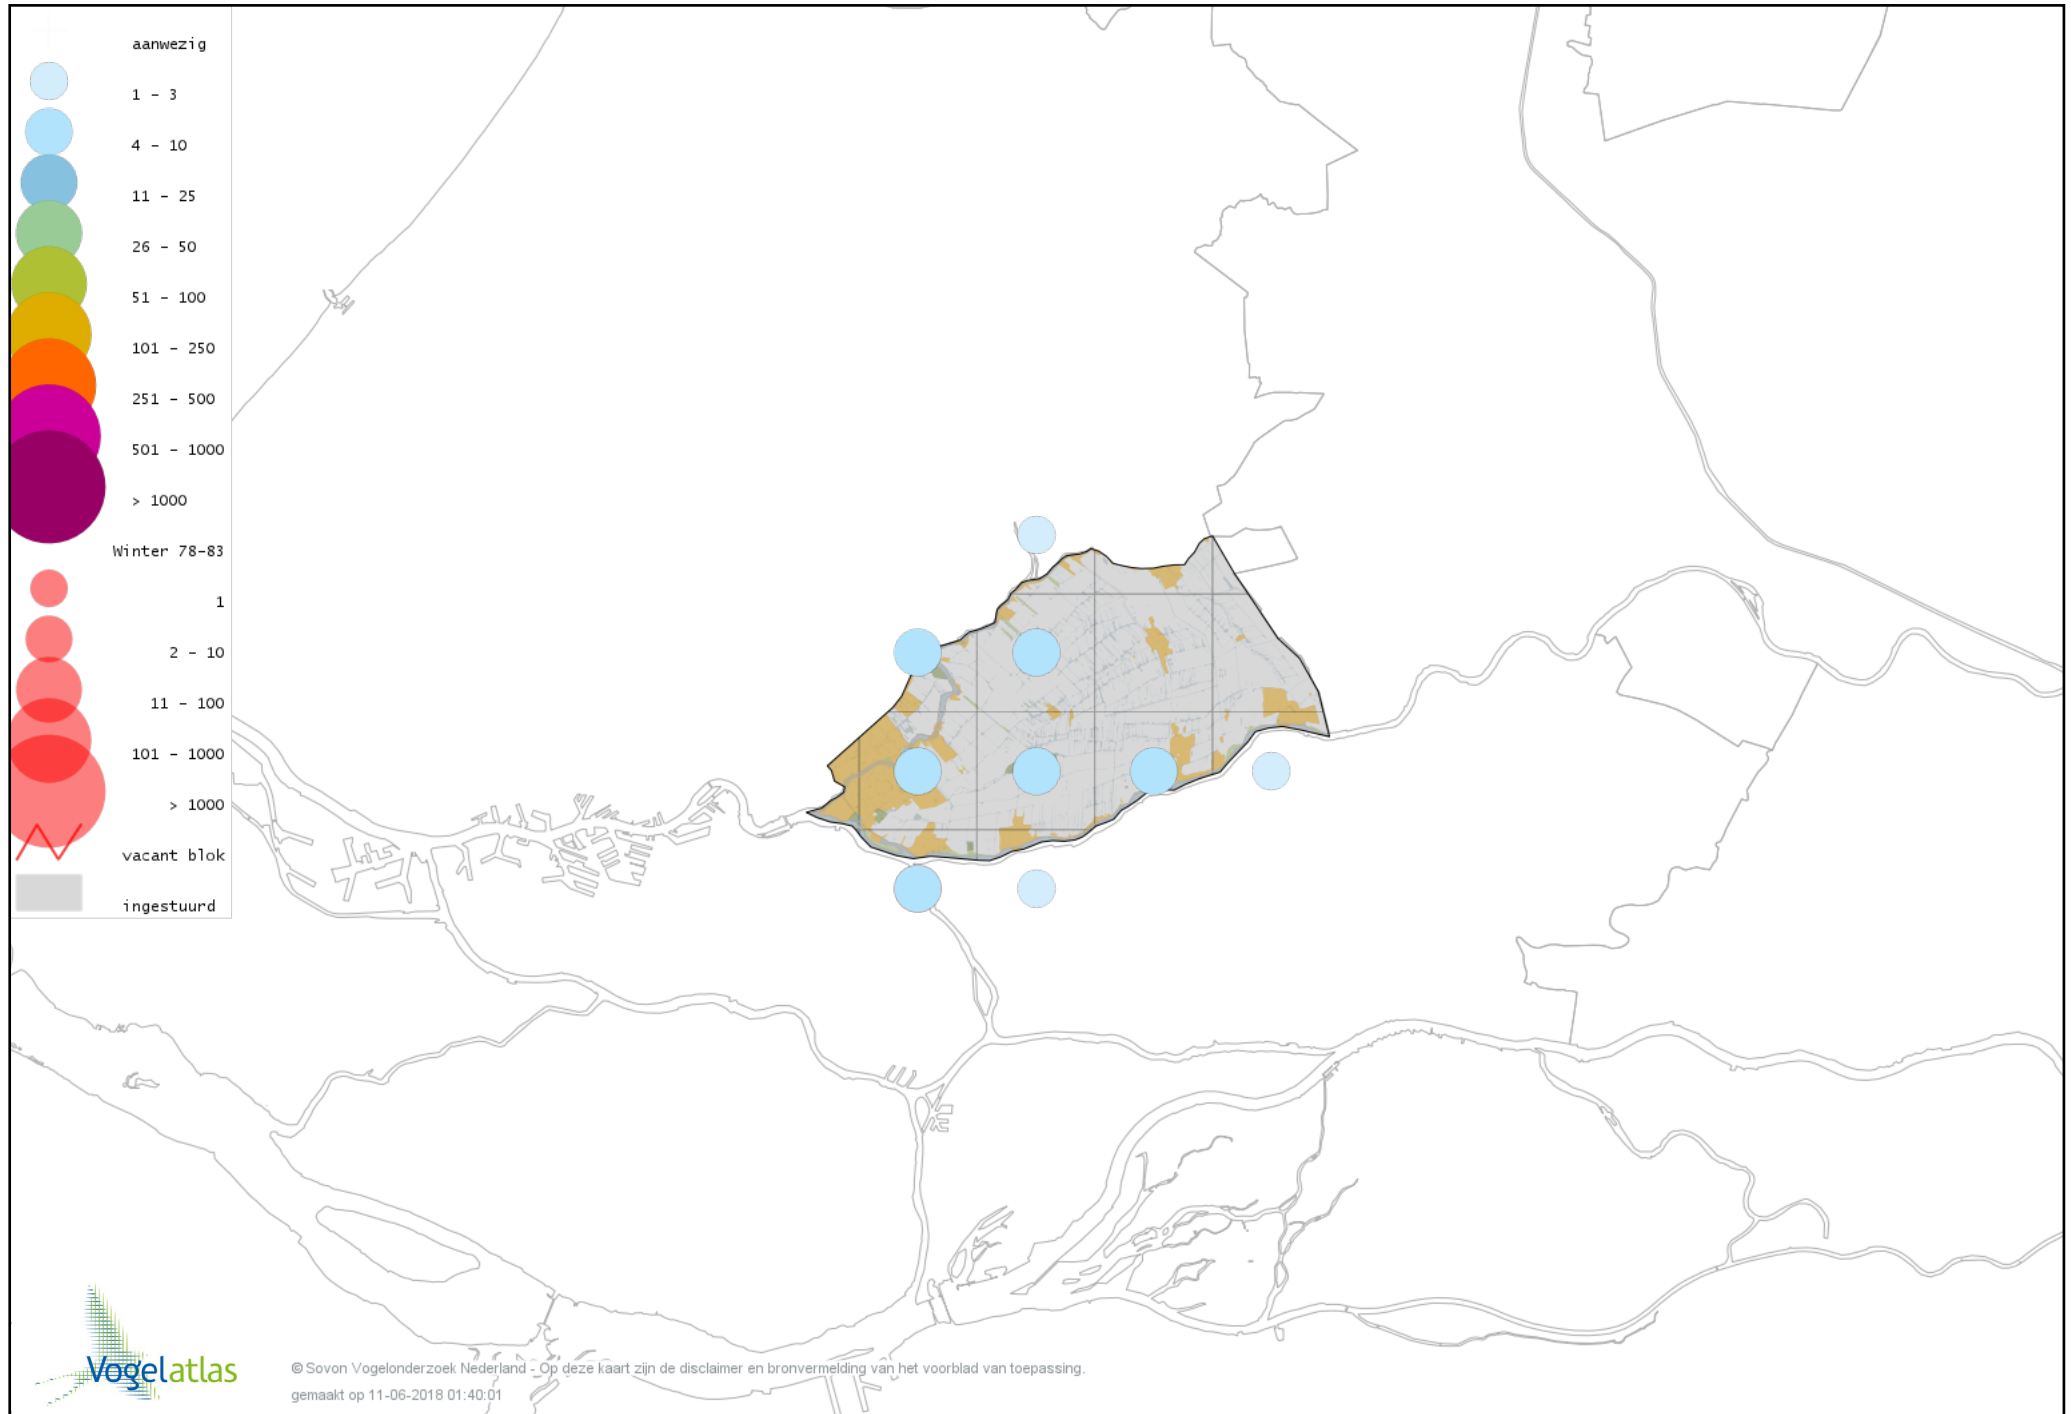 aanwezig
1 - 3
4 - 10
11 - 25
26 - 50
51 - 100
101 - 250
251 - 500
501 - 1000
> 1000
Winter 78-83
1
2 - 10
11 - 100
101 - 1000
> 1000
vacant blok
ingestuurd
Vogelatlas
© Sovon Vogelonderzoek Nederland - Op deze kaart zijn de disclaimer en bronvermelding van het voorblad van toepassing.
gemaakt op 11-06-2018 01:40:01